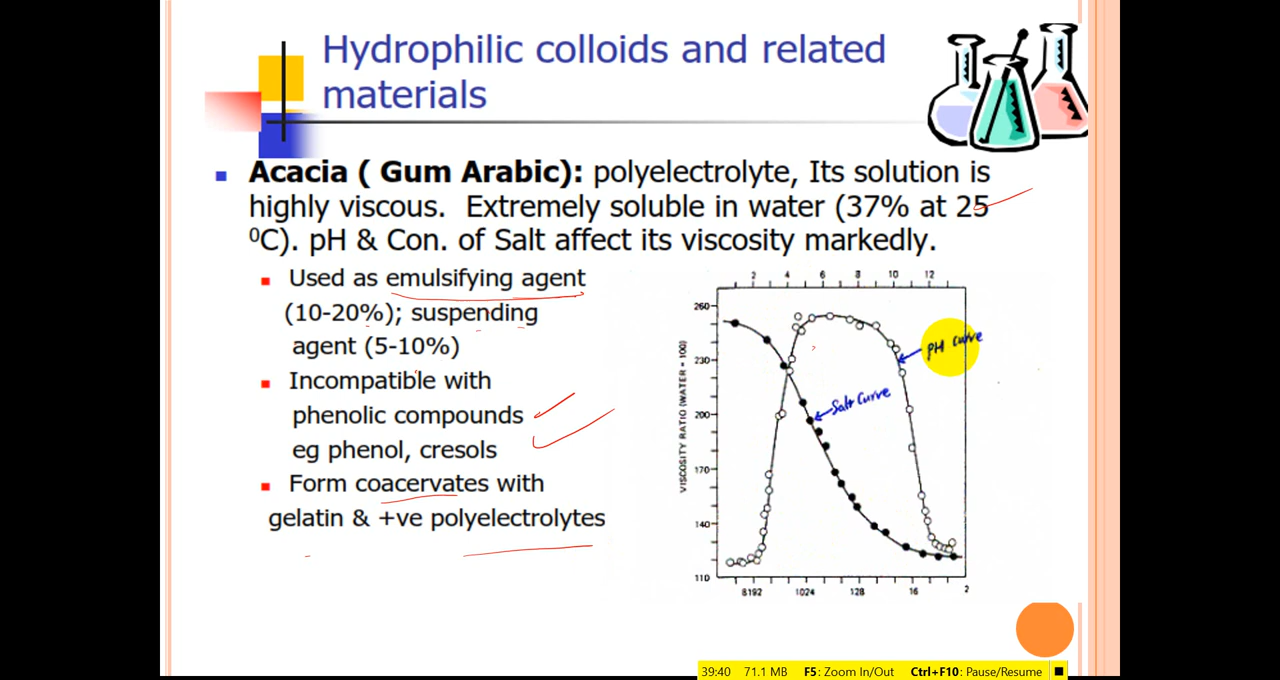 Hydrophilic colloids and related
materials
Acacia ( Gum Arabic): polyelectrolyte, Its solution is
highly viscous. Extremely soluble in water (37% at 25
⁰C). pH & Con. of Salt affect its viscosity markedly.
Used as emulsifying agent
(10-20%); suspending
agent (5-10%)
Incompatible with
phenolic compounds
eg phenol, cresols
Form coacervates with
gelatin & +ve polyelectrolytes
2 4 6 8 10 12
260
230
200
170
140
110
VISCOSITY RATIO (WATER = 100)
PH Curve
Salt Curve
8192 1024 128 16 2
39:40 71.1 MB F5: Zoom In/Out Ctrl+F10: Pause/Resume